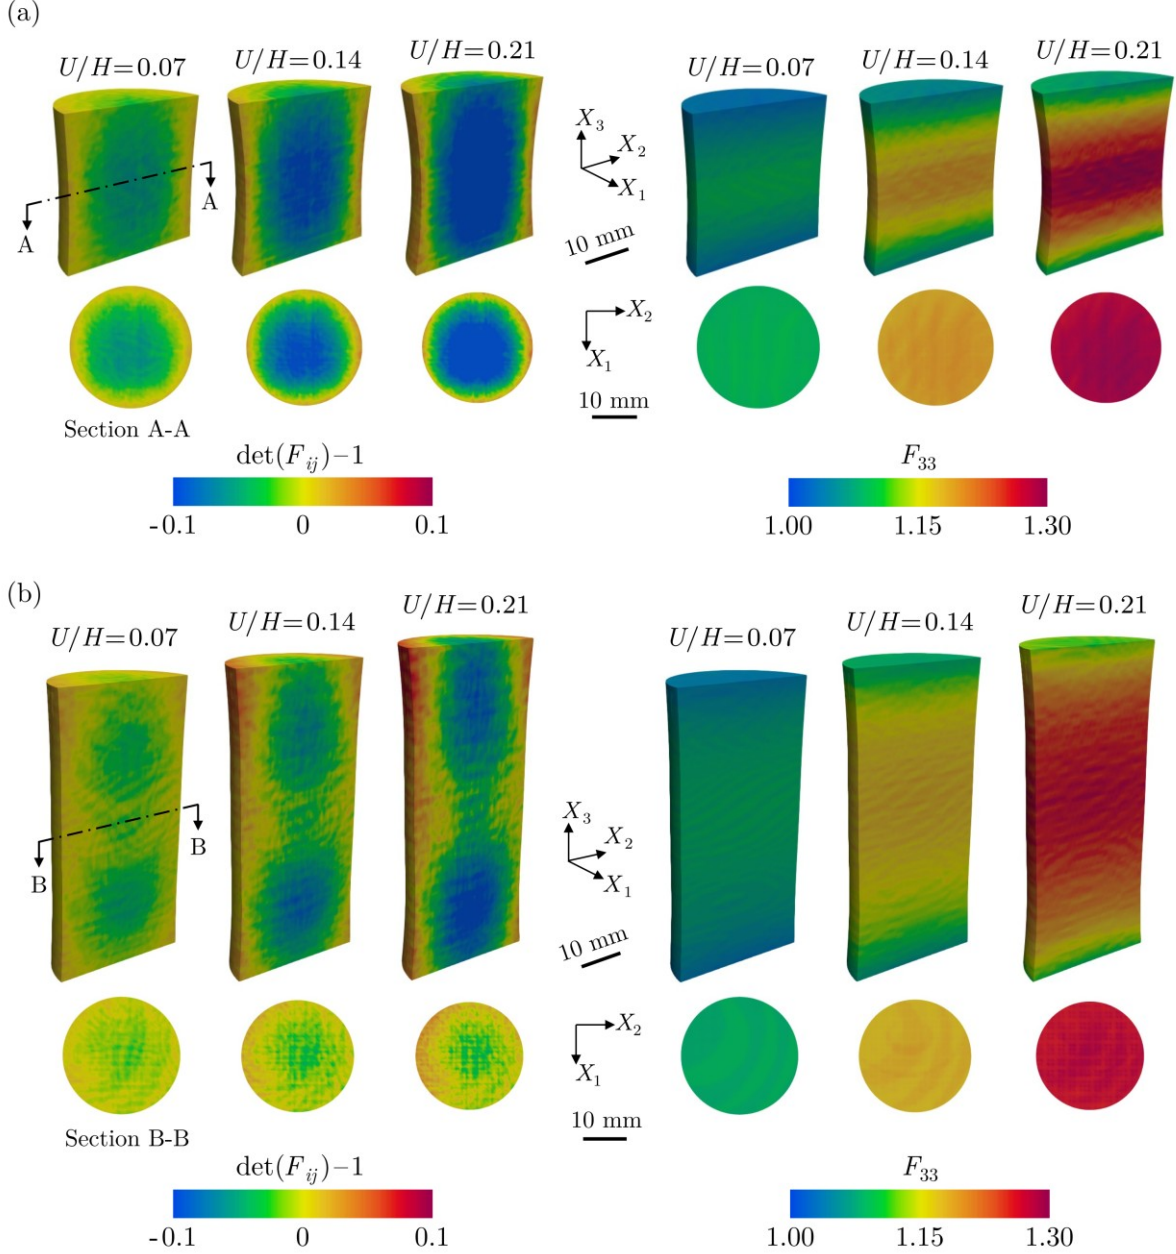 (a)
U/H=0.07 U/H=0.14 U/H=0.21 U/H=0.07 U/H=0.14 U/H=0.21
A
A
X3
X2
X1
10 mm
X2
X1
10 mm
Section A-A
det(Fij)–1
-0.1 0 0.1
F33
1.00 1.15 1.30
(b)
U/H=0.07 U/H=0.14 U/H=0.21 U/H=0.07 U/H=0.14 U/H=0.21
B
B
X3
X2
X1
10 mm
X2
X1
10 mm
Section B-B
det(Fij)–1
-0.1 0 0.1
F33
1.00 1.15 1.30